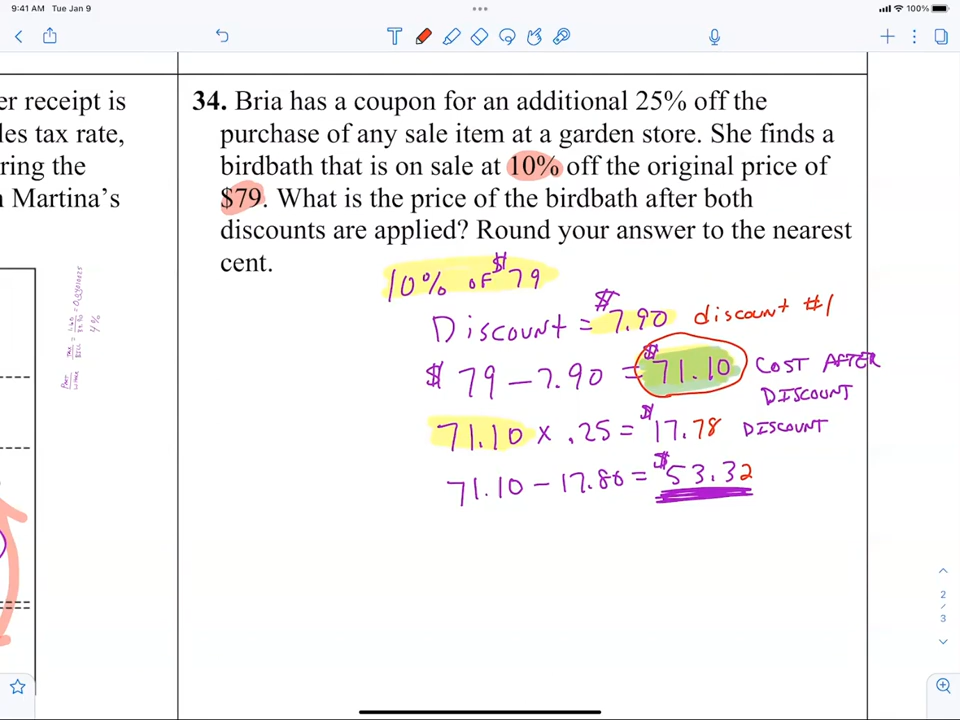 9:41 AM Tue Jan 9
100%
er receipt is
les tax rate,
ring the
n Martina's
34. Bria has a coupon for an additional 25% off the
purchase of any sale item at a garden store. She finds a
birdbath that is on sale at 10% off the original price of
$79. What is the price of the birdbath after both
discounts are applied? Round your answer to the nearest
cent.
10% OF $79
DISCOUNT = $7.90 discount #1
$79 - 7.90 = $71.10 COST AFTER
DISCOUNT
71.10 x .25 = $17.78 DISCOUNT
71.10 - 17.80 = $53.32
2
/
3